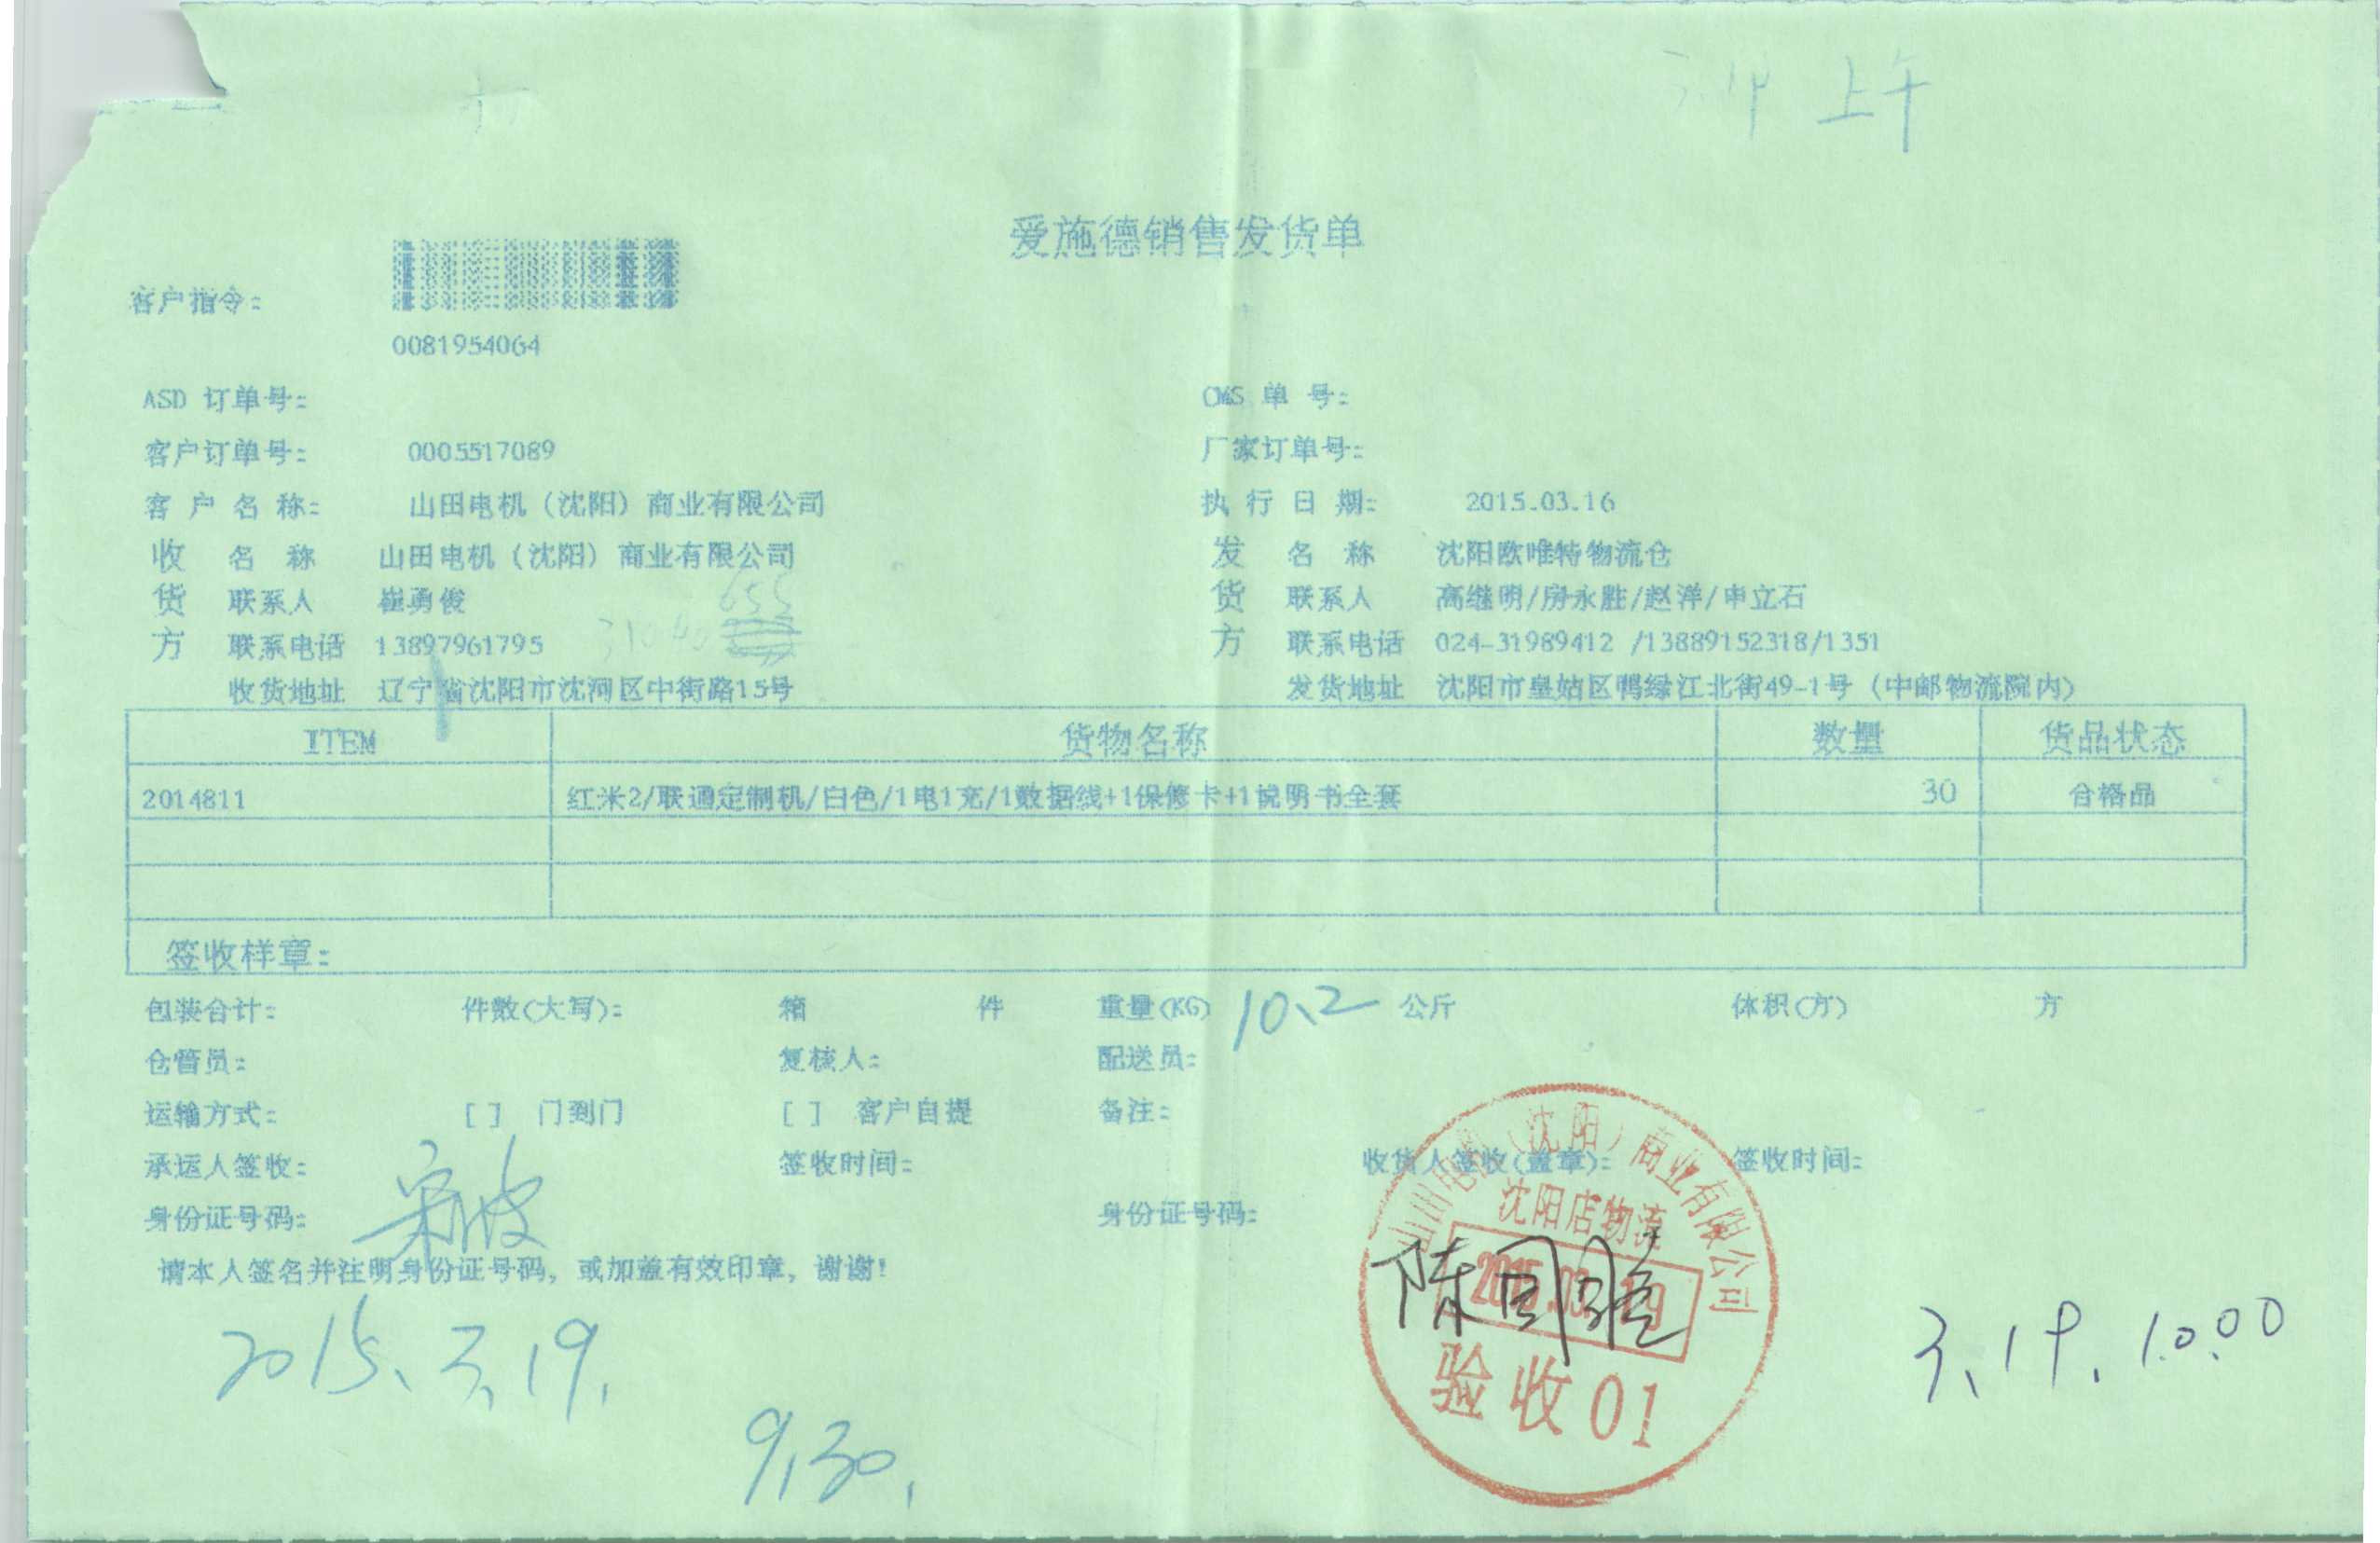 上午
爱施德销售发货单
客户指令:
0081954064
ASD 订单号: CMS 单 号:
客户订单号: 0005517089 厂家订单号:
客 户 名 称: 山田电机（沈阳）商业有限公司 执 行 日 期: 2015.03.16
收 名 称 山田电机（沈阳）商业有限公司 发 名 称 沈阳欧唯特物流仓
货 联系人 崔勇俊 货 联系人 高继明/房永胜/赵洋/申立石
方 联系电话 13897961795 方 联系电话 024-31989412 /13889152318/1351
收货地址 辽宁省沈阳市沈河区中街路15号 发货地址 沈阳市皇姑区鸭绿江北街49-1号（中邮物流院内）
ITEM 货物名称 数量 货品状态
2014811 红米2/联通定制机/白色/1电1充/1数据线+1保修卡+1说明书全套 30 合格品
签收样章:
包装合计: 件数(大写): 箱 件 重量(KG) 10.2 公斤 体积(方) 方
仓管员: 复核人: 配送员:
运输方式: [ ] 门到门 [ ] 客户自提 备注:
承运人签收: 签收时间: 收货人签收(盖章): 签收时间:
身份证号码: 身份证号码:
请本人签名并注明身份证号码, 或加盖有效印章, 谢谢!
山田电机（沈阳）商业有限公司
沈阳店物流
2015.03.19
验收01
2015.3.19.
9.30.
3.19.10:00